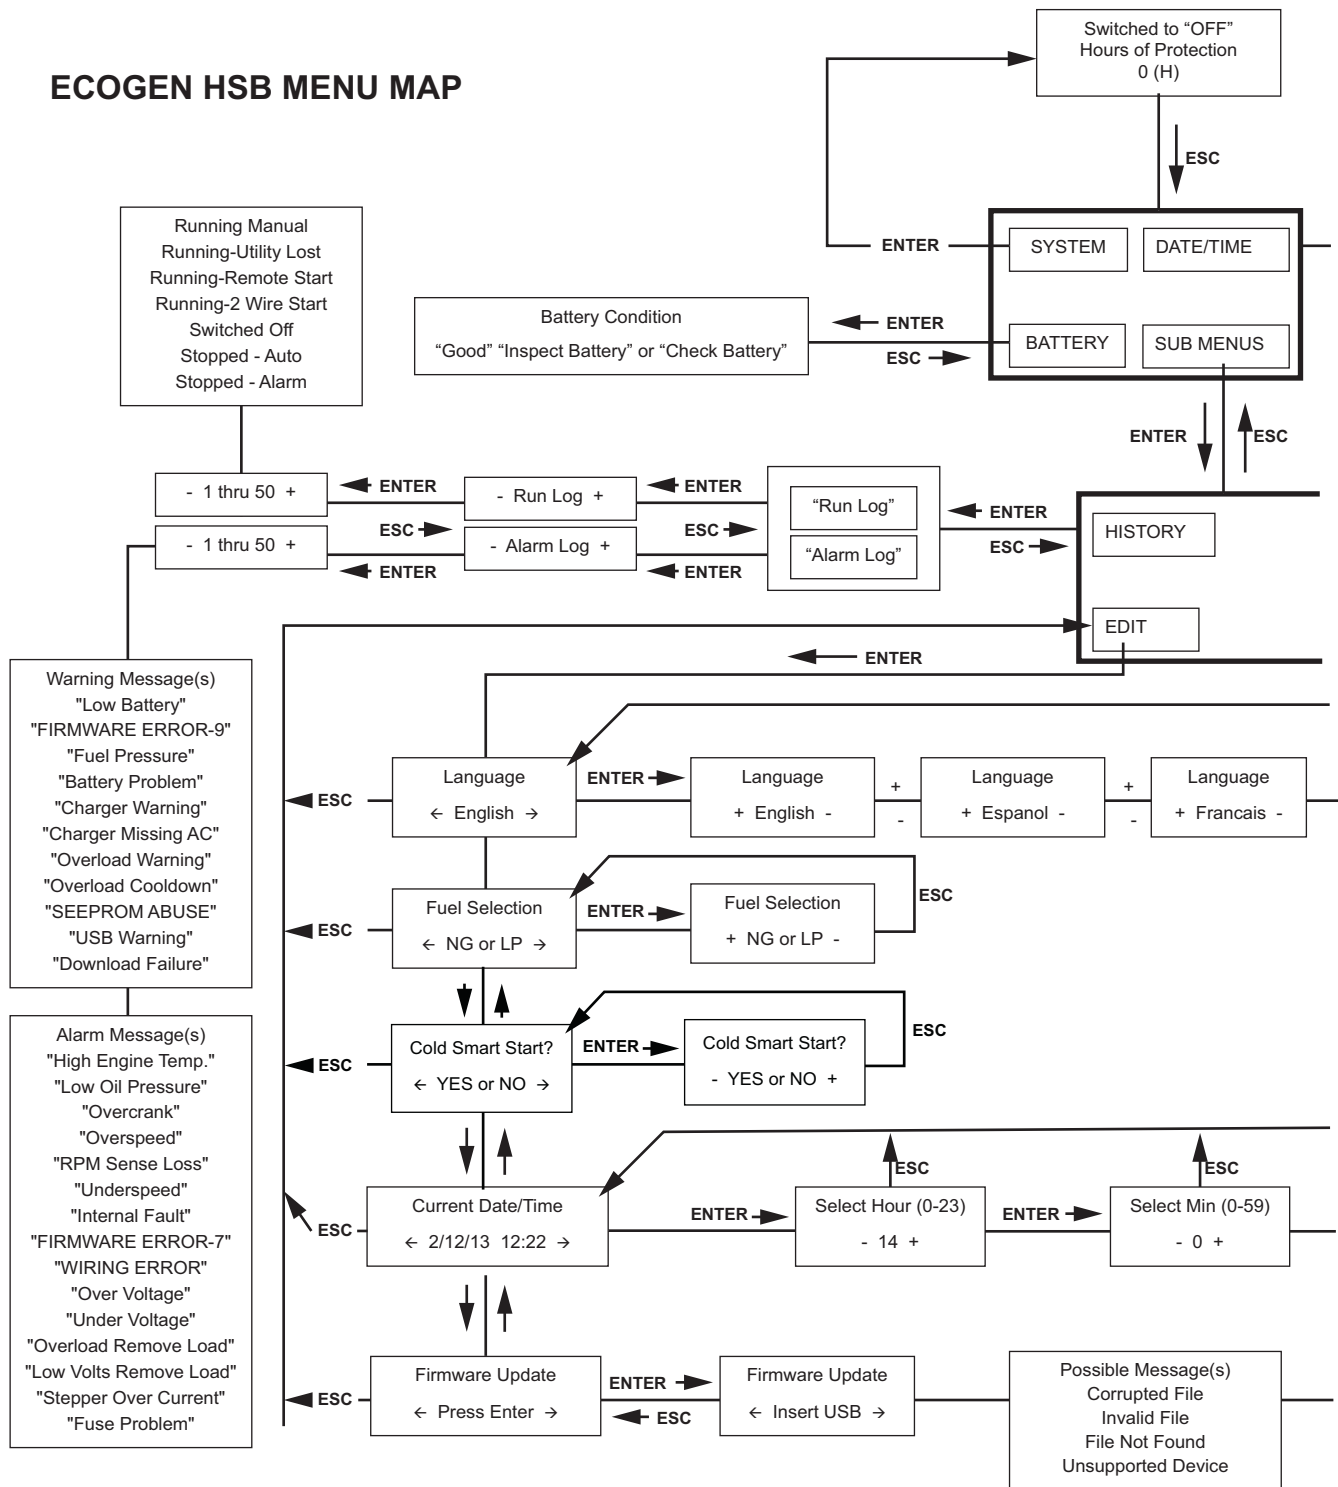 ECOGEN HSB MENU MAP
Switched to “OFF”
Hours of Protection
0 (H)
ESC
Running Manual
Running-Utility Lost
Running-Remote Start
Running-2 Wire Start
Switched Off
Stopped - Auto
Stopped - Alarm
ENTER
SYSTEM
DATE/TIME
BATTERY
SUB MENUS
Battery Condition
“Good” “Inspect Battery” or “Check Battery”
ENTER
ESC
ENTER
ESC
- 1 thru 50 +
ENTER
- Run Log +
ENTER
“Run Log”
ENTER
HISTORY
ESC
ESC
ESC
- 1 thru 50 +
ENTER
- Alarm Log +
ENTER
“Alarm Log”
EDIT
ENTER
Warning Message(s)
"Low Battery"
"FIRMWARE ERROR-9"
"Fuel Pressure"
"Battery Problem"
"Charger Warning"
"Charger Missing AC"
"Overload Warning"
"Overload Cooldown"
"SEEPROM ABUSE"
"USB Warning"
"Download Failure"
Alarm Message(s)
"High Engine Temp."
"Low Oil Pressure"
"Overcrank"
"Overspeed"
"RPM Sense Loss"
"Underspeed"
"Internal Fault"
"FIRMWARE ERROR-7"
"WIRING ERROR"
"Over Voltage"
"Under Voltage"
"Overload Remove Load"
"Low Volts Remove Load"
"Stepper Over Current"
"Fuse Problem"
ESC
Language
← English →
ENTER
Language
+ English -
+
-
Language
+ Espanol -
+
-
Language
+ Francais -
ESC
Fuel Selection
← NG or LP →
ENTER
Fuel Selection
+ NG or LP -
ESC
ESC
Cold Smart Start?
← YES or NO →
ENTER
Cold Smart Start?
- YES or NO +
ESC
ESC
Current Date/Time
← 2/12/13 12:22 →
ENTER
ESC
Select Hour (0-23)
- 14 +
ENTER
ESC
Select Min (0-59)
- 0 +
ESC
Firmware Update
← Press Enter →
ENTER
ESC
Firmware Update
← Insert USB →
Possible Message(s)
Corrupted File
Invalid File
File Not Found
Unsupported Device